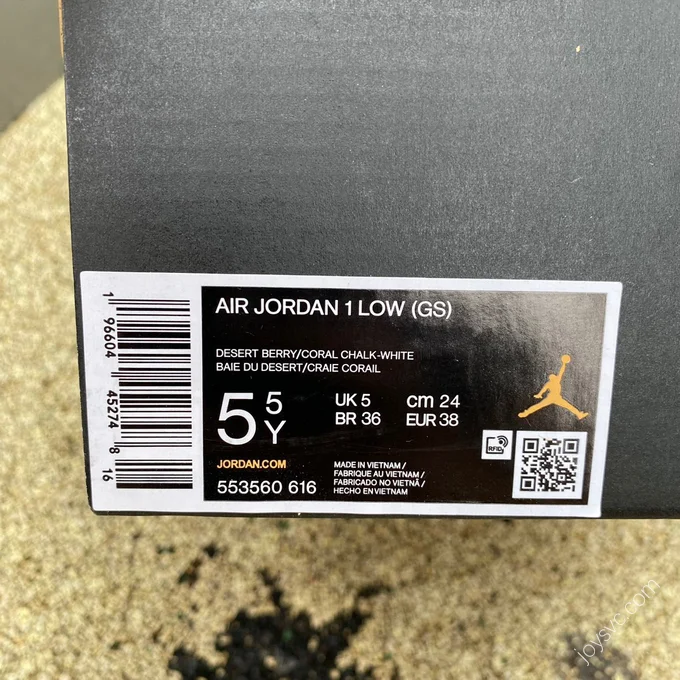 AIR JORDAN 1 LOW (GS)
DESERT BERRY/CORAL CHALK-WHITE
BAIE DU DESERT/CRAIE CORAIL
5 5 Y
UK 5
cm 24
BR 36
EUR 38
JORDAN.COM
553560 616
MADE IN VIETNAM /
FABRIQUE AU VIETNAM /
FABRICADO NO VIETNÃ /
HECHO EN VIETNAM
RFID
1 96604 45274 8 16
joysvc.com